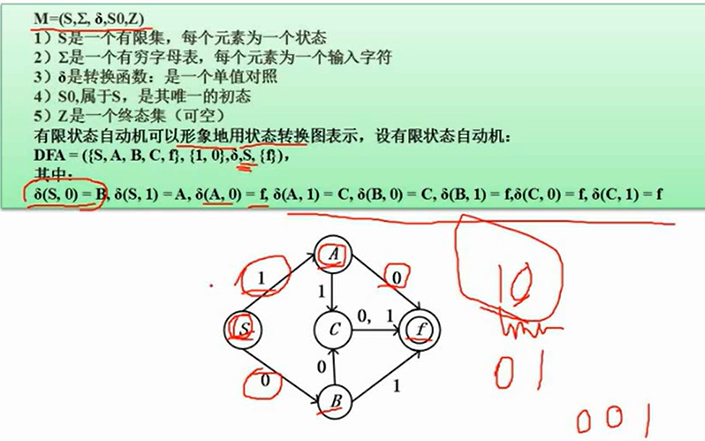 M=(S,Σ, δ,S0,Z)
1）S是一个有限集，每个元素为一个状态
2）Σ是一个有穷字母表，每个元素为一个输入字符
3）δ是转换函数：是一个单值对照
4）S0,属于S，是其唯一的初态
5）Z是一个终态集（可空）
有限状态自动机可以形象地用状态转换图表示，设有限状态自动机：
DFA = ({S, A, B, C, f}, {1, 0},δ,S, {f})，
其中：
δ(S, 0) = B, δ(S, 1) = A, δ(A, 0) = f, δ(A, 1) = C, δ(B, 0) = C, δ(B, 1) = f,δ(C, 0) = f, δ(C, 1) = f
A
1
0
10
1
S
C
0, 1
f
0
0
B
1
01
001